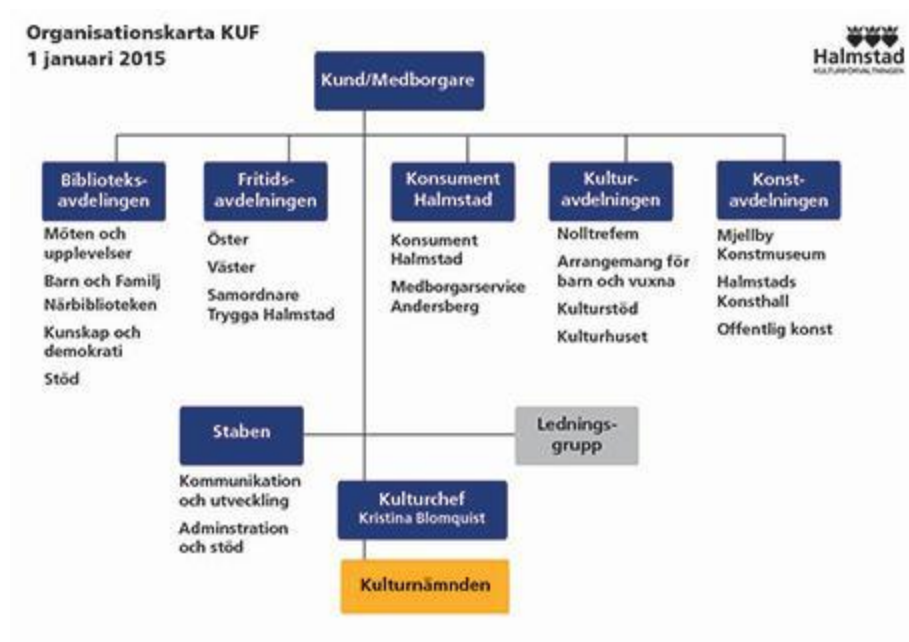 Organisationskarta KUF
1 januari 2015
Halmstad
KULTURFÖRVALTNINGEN
Kund/Medborgare
Biblioteks-
avdelingen
Möten och
upplevelser
Barn och Familj
Närbiblioteken
Kunskap och
demokrati
Stöd
Fritids-
avdelningen
Öster
Väster
Samordnare
Trygga Halmstad
Konsument
Halmstad
Konsument
Halmstad
Medborgarservice
Andersberg
Kultur-
avdelningen
Nolltrefem
Arrangemang för
barn och vuxna
Kulturstöd
Kulturhuset
Konst-
avdelningen
Mjellby
Konstmuseum
Halmstads
Konsthall
Offentlig konst
Staben
Kommunikation
och utveckling
Adminstration
och stöd
Lednings-
grupp
Kulturchef
Kristina Blomquist
Kulturnämnden